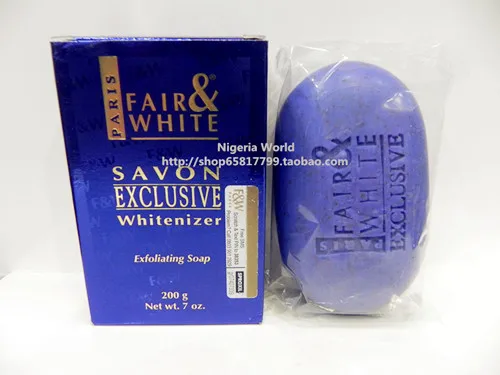 PARIS
FAIR &®
WHITE
SAVON
EXCLUSIVE
Whitenizer
Exfoliating Soap
200 g
Net wt. 7 oz.
F&W
Nigeria World
http://shop65817799.taobao.com/
FAIR &
WHITE
EXCLUSIVE